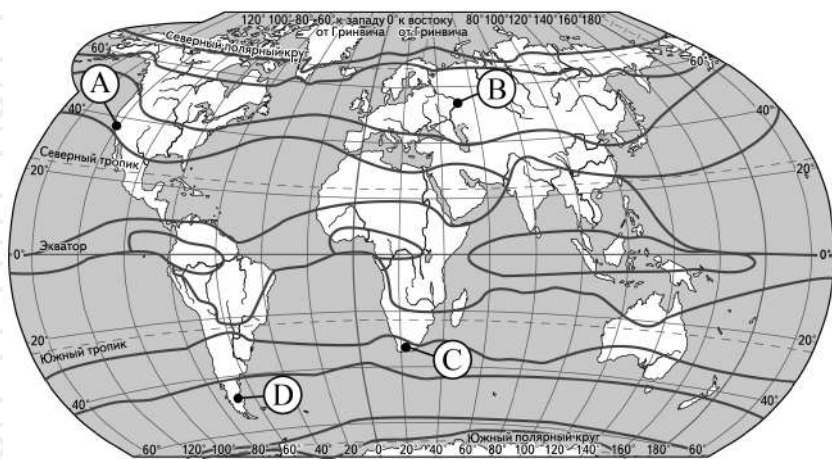 120° 100° 80° 60° к западу от Гринвича 0° к востоку от Гринвича 80° 100° 120° 140° 160° 180°
Северный полярный круг
60° 60°
A B
40° 40°
Северный тропик
20° 20°
Экватор
0° 0°
20° 20°
Южный тропик
C
D
40° 40°
Южный полярный круг
60° 120° 100° 80° 60° 40° 20° 0° 20° 40° 60° 80° 100° 120° 140° 160° 180° 60°